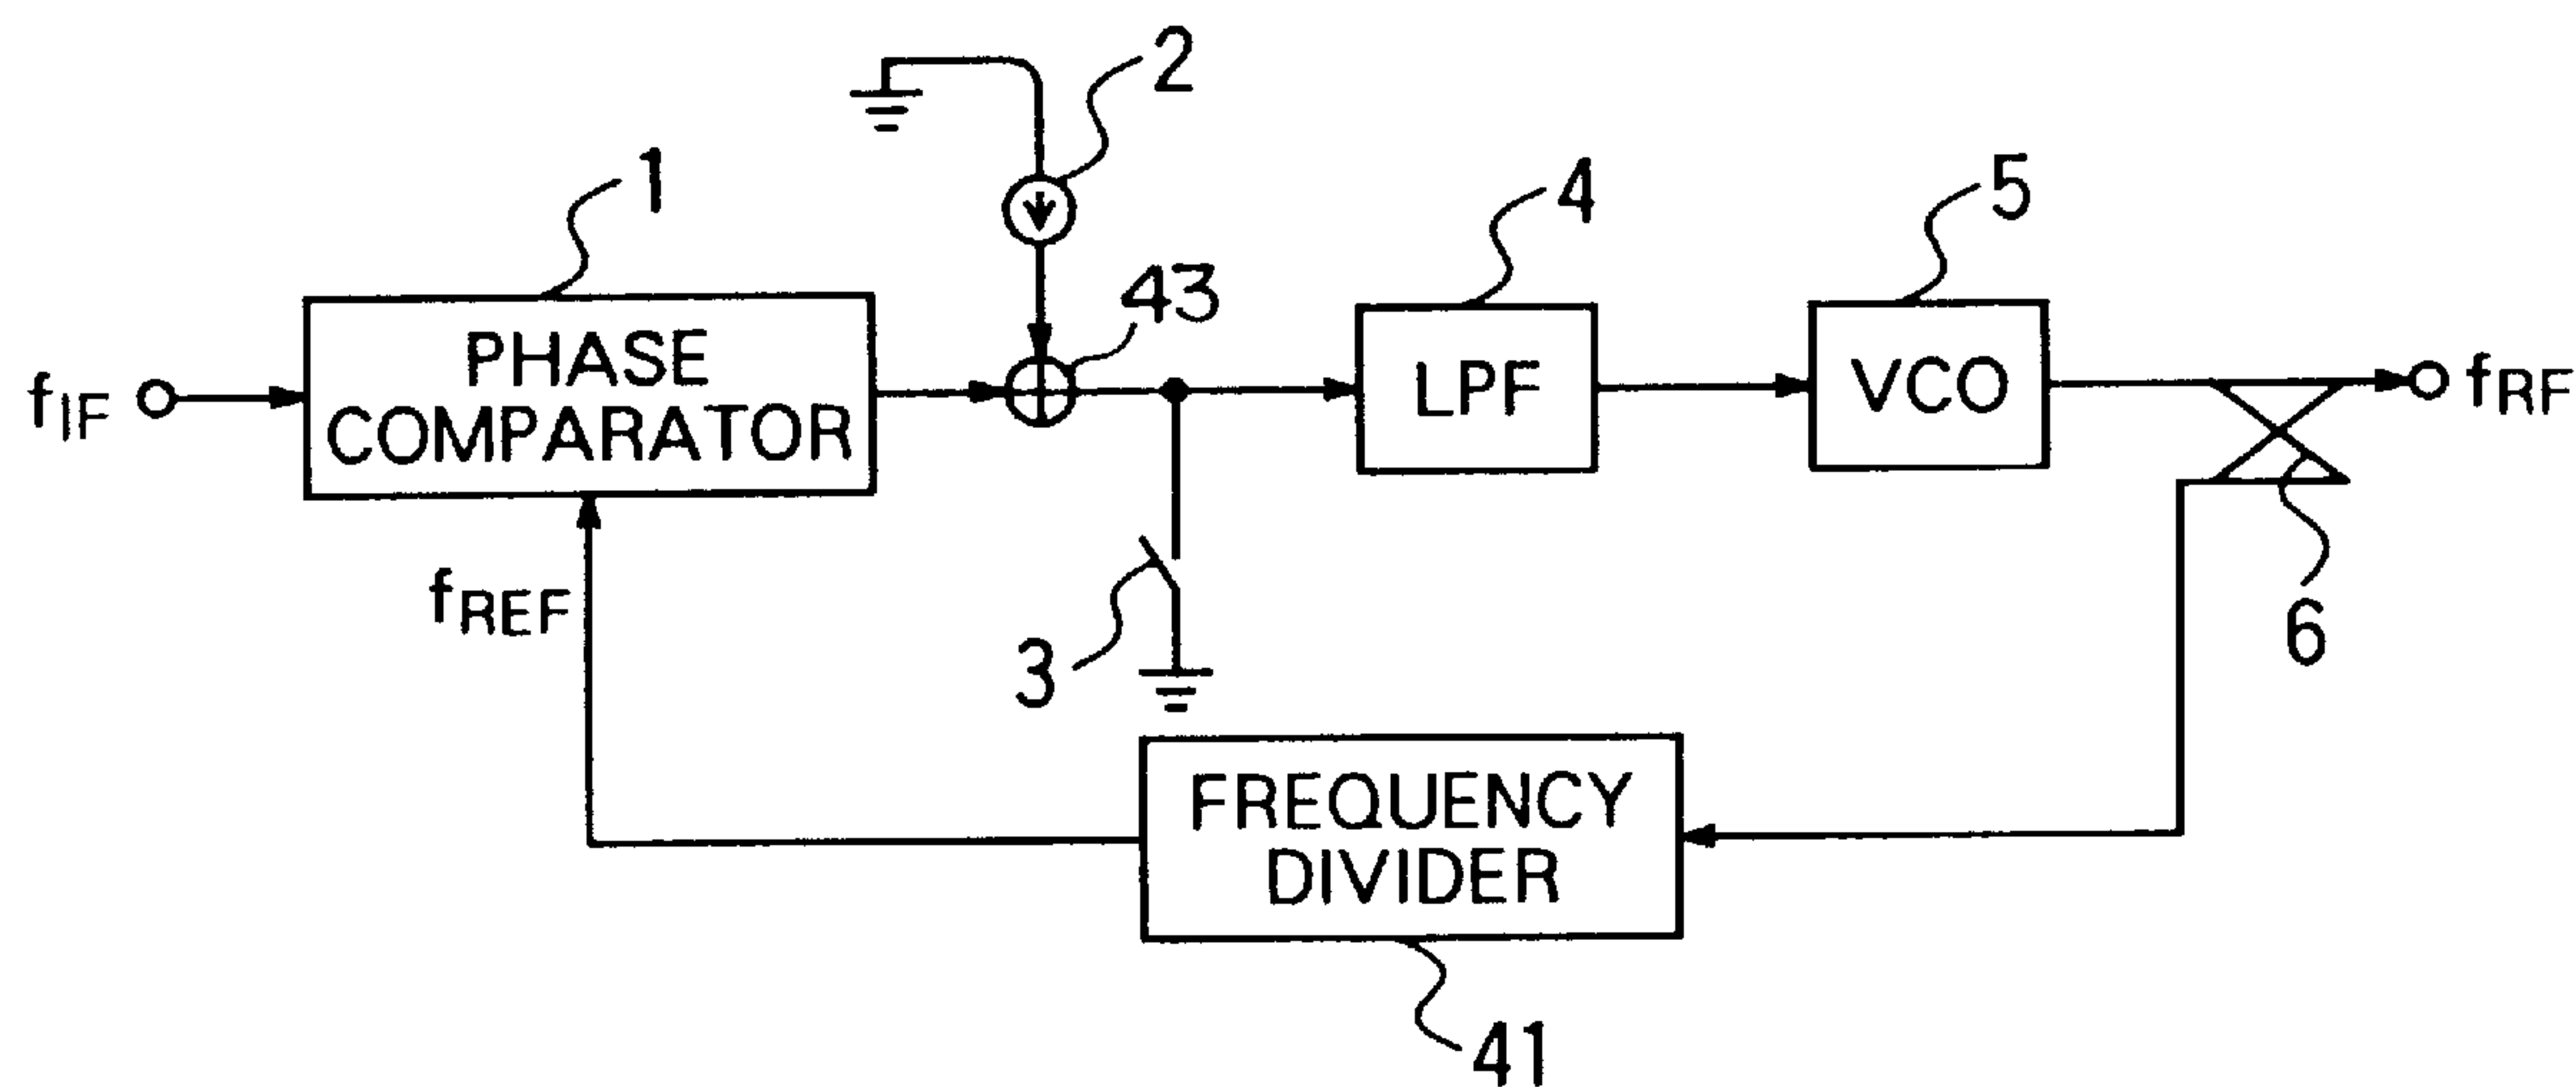 2
1
4
5
43
PHASE
COMPARATOR
LPF
VCO
fIF
fRF
fREF
3
6
FREQUENCY
DIVIDER
41